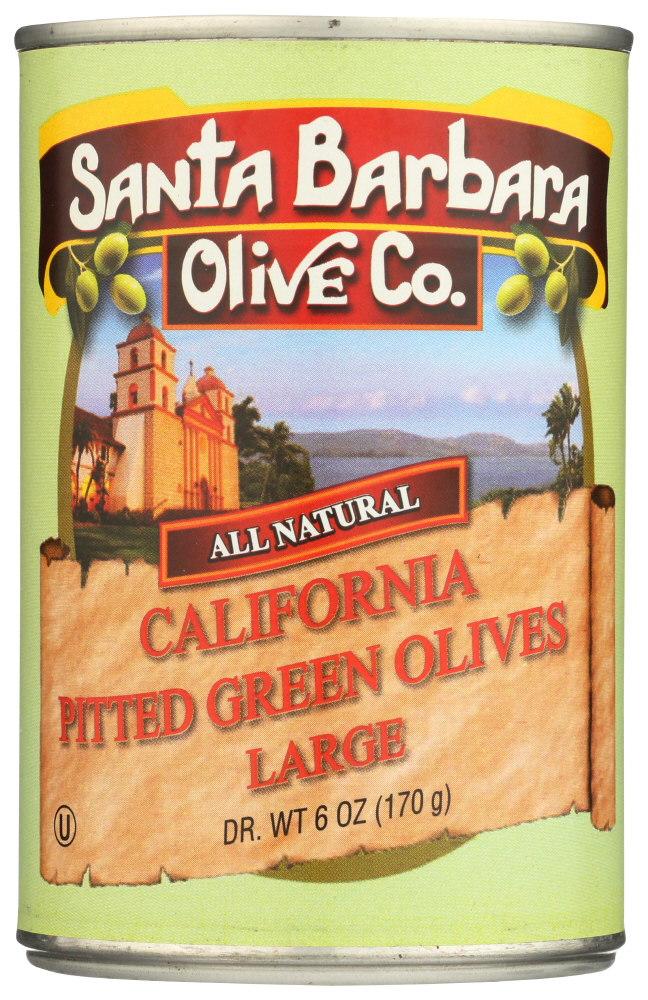 Santa Barbara
Olive Co.
ALL NATURAL
CALIFORNIA
PITTED GREEN OLIVES
LARGE
U
DR. WT 6 OZ (170 g)